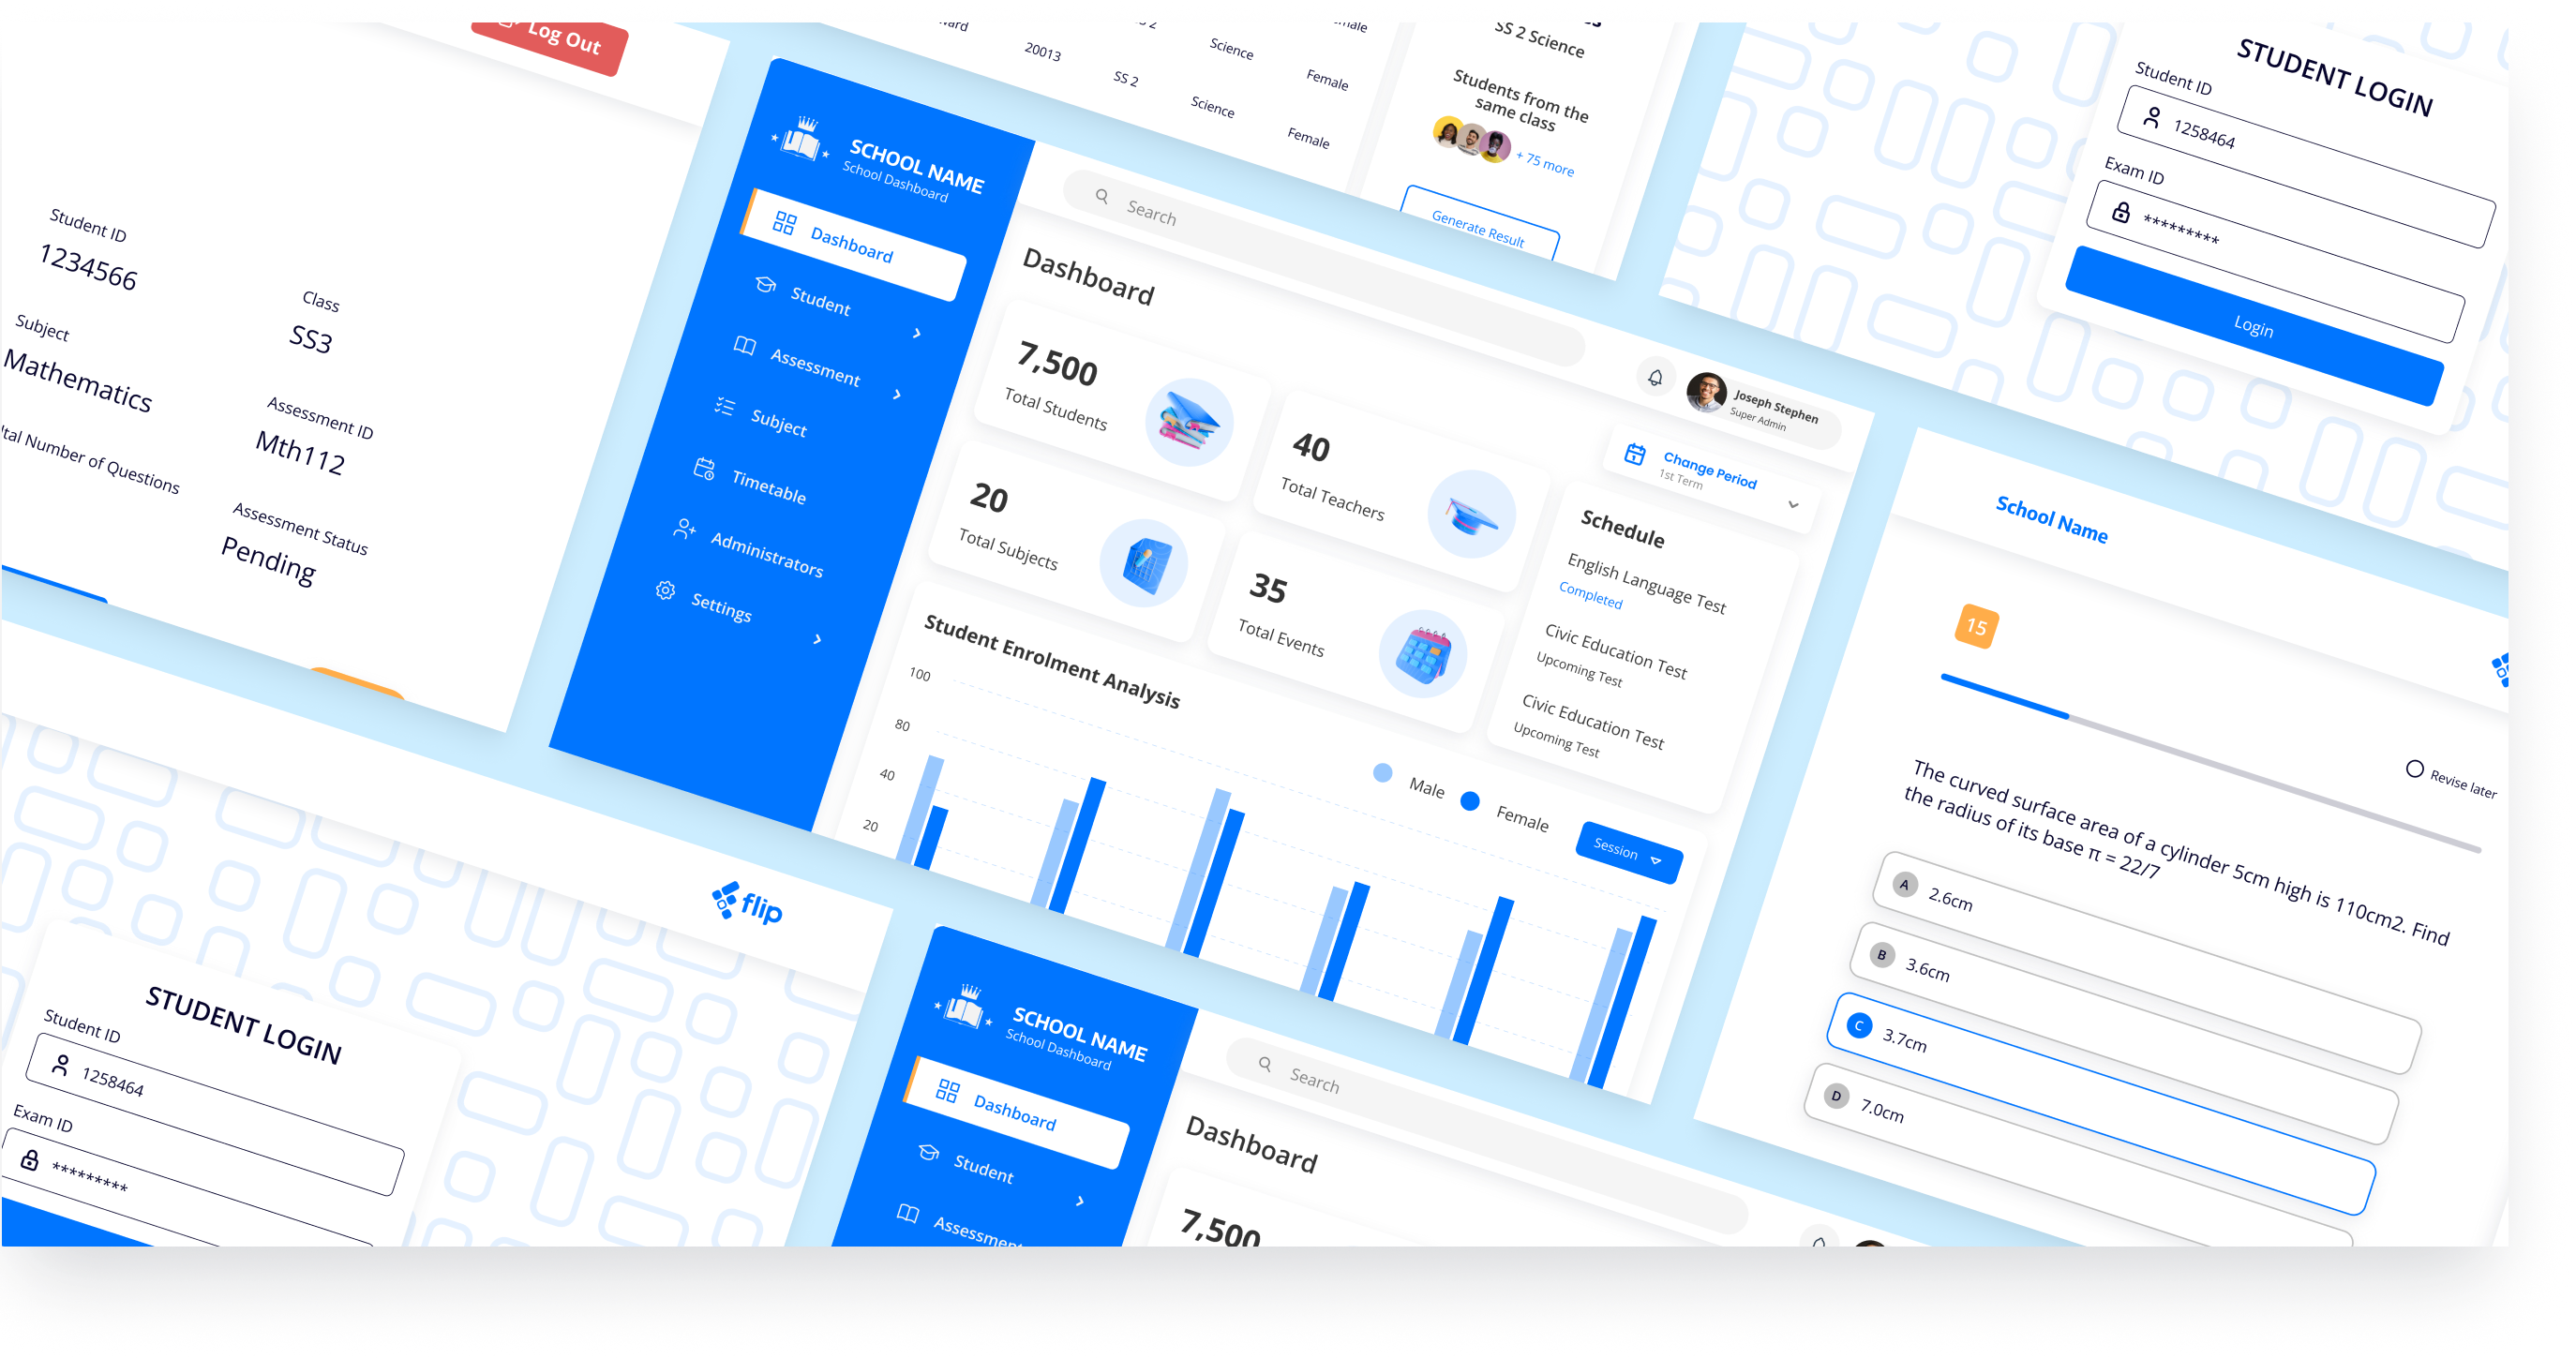 Log Out
Student ID
1234566
Class
SS3
Subject
Mathematics
Assessment ID
Mth112
Number of Questions
Assessment Status
Pending
20013
SS 2
Science
Female
Science
Female
SS 2 Science
Students from the
same class
+ 75 more
Generate Result
STUDENT LOGIN
Student ID
1258464
Exam ID
*********
Login
SCHOOL NAME
School Dashboard
Dashboard
Student
Assessment
Subject
Timetable
Administrators
Settings
Search
Joseph Stephen
Super Admin
Dashboard
Change Period
1st Term
7,500
Total Students
40
Total Teachers
20
Total Subjects
35
Total Events
Schedule
English Language Test
Completed
Civic Education Test
Upcoming Test
Civic Education Test
Upcoming Test
Student Enrolment Analysis
Male
Female
Session
100
80
40
20
School Name
15
Revise later
The curved surface area of a cylinder 5cm high is 110cm2. Find
the radius of its base π = 22/7
A 2.6cm
B 3.6cm
C 3.7cm
D 7.0cm
flip
STUDENT LOGIN
Student ID
1258464
Exam ID
*********
SCHOOL NAME
School Dashboard
Dashboard
Student
Assessment
Search
Dashboard
7,500